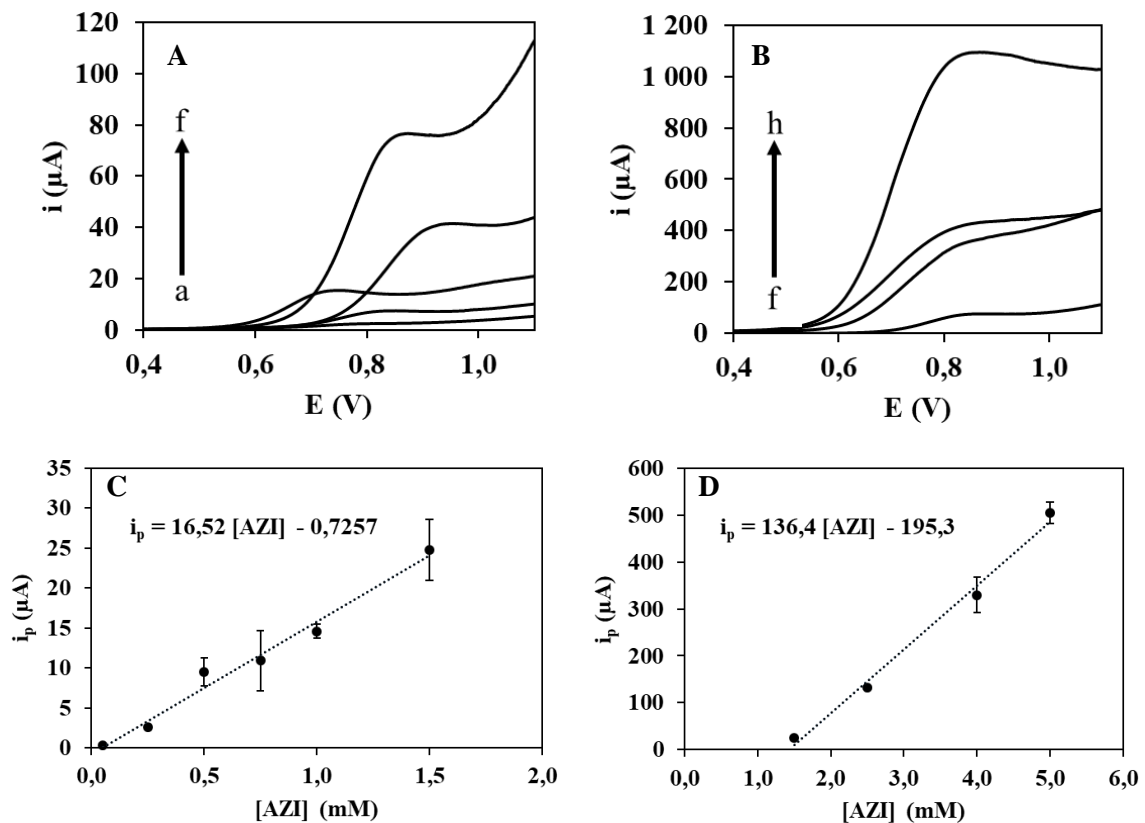 A
120
100
80
60
40
20
0
i (µA)
f
a
0,4 0,6 0,8 1,0
E (V)
B
1 200
1 000
800
600
400
200
0
i (µA)
h
f
0,4 0,6 0,8 1,0
E (V)
C
35
30
25
20
15
10
5
0
iₚ (µA)
iₚ = 16,52 [AZI] - 0,7257
0,0 0,5 1,0 1,5 2,0
[AZI] (mM)
D
600
500
400
300
200
100
0
iₚ (µA)
iₚ = 136,4 [AZI] - 195,3
0,0 1,0 2,0 3,0 4,0 5,0 6,0
[AZI] (mM)